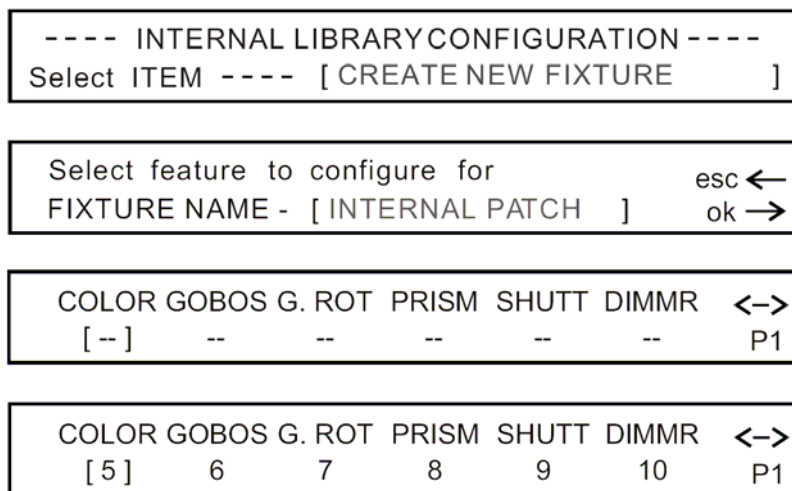 ---- INTERNAL LIBRARY CONFIGURATION ----
Select ITEM ---- [ CREATE NEW FIXTURE ]
Select feature to configure for esc ←
FIXTURE NAME - [ INTERNAL PATCH ] ok →
COLOR GOBOS G. ROT PRISM SHUTT DIMMR <–>
[ -- ] -- -- -- -- -- P1
COLOR GOBOS G. ROT PRISM SHUTT DIMMR <–>
[ 5 ] 6 7 8 9 10 P1